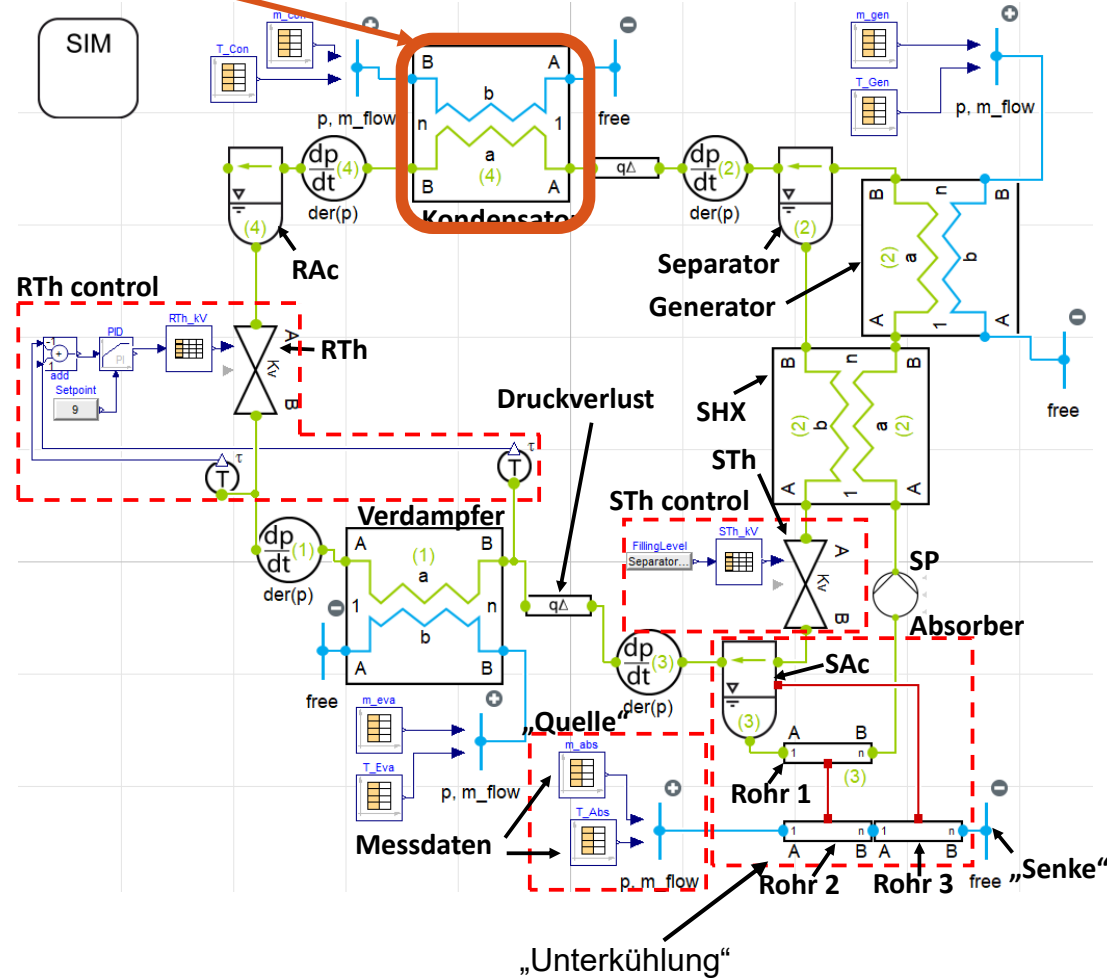 SIM
m_con
T_Con
p, m_flow
B
A
b
n
1
a
(4)
B
A
free
Kondensator
m_gen
T_Gen
p, m_flow
dp
dt
(4)
der(p)
(4)
RAc
q∆
dp
dt
(2)
der(p)
(2)
Separator
Generator
B
n
B
(2)
a
b
A
1
A
free
RTh control
-1
+
1
add
PID
PI
RTh_kV
Setpoint
9
A
Kv
B
RTh
T
τ
T
τ
Druckverlust
SHX
B
n
B
(2)
b
a
(2)
A
1
A
STh
STh control
FillingLevel
Separator...
STh_kV
A
Kv
B
SP
Absorber
dp
dt
(1)
der(p)
Verdampfer
A
(1)
B
a
1
n
b
A
B
free
q∆
dp
dt
(3)
der(p)
SAc
(3)
A
B
1
n
(3)
Rohr 1
m_eva
T_Eva
p, m_flow
„Quelle“
m_abs
T_Abs
p, m_flow
Messdaten
1
n
1
n
A
B
A
B
Rohr 2
Rohr 3
free
„Senke“
„Unterkühlung“